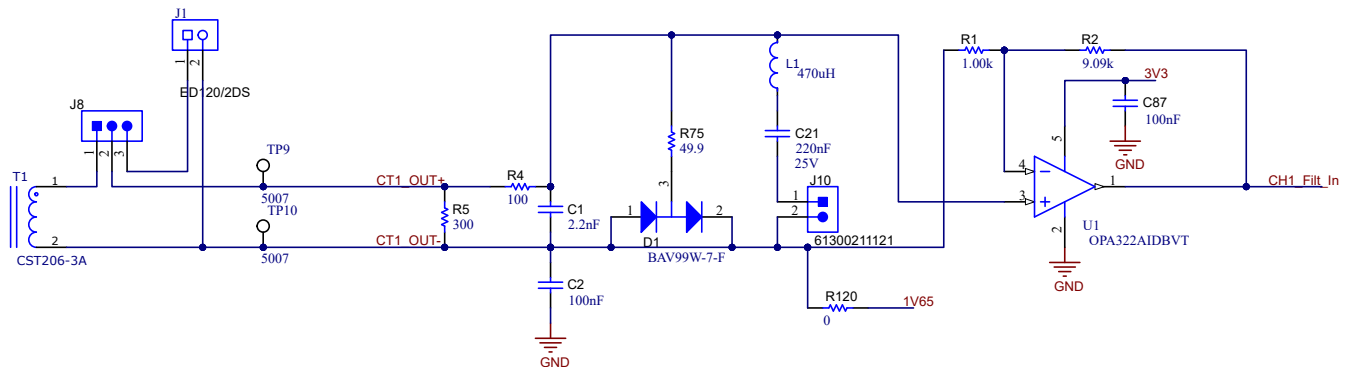 J1
1
2
ED120/2DS
J8
1
2
3
T1
1
2
CST206-3A
TP9
5007
TP10
5007
CT1_OUT+
CT1_OUT-
R5
300
R4
100
C1
2.2nF
C2
100nF
GND
R75
49.9
3
1
2
D1
BAV99W-7-F
L1
470uH
C21
220nF
25V
J10
1
2
61300211121
R120
0
1V65
R1
1.00k
R2
9.09k
3V3
C87
100nF
GND
5
4
3
1
2
U1
OPA322AIDBVT
GND
CH1_Filt_In